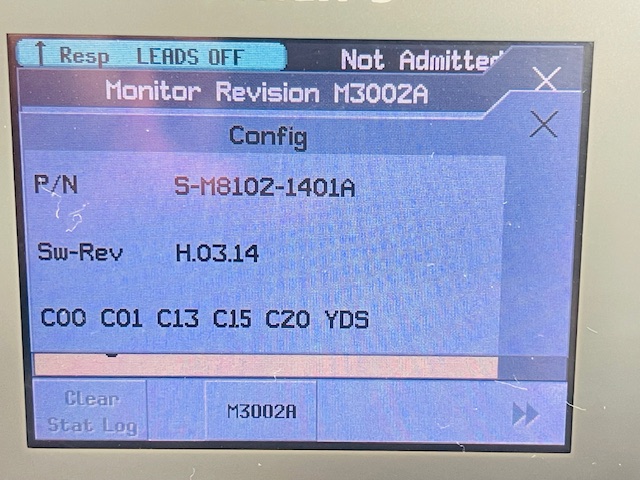 ↑ Resp LEADS OFF Not Admitted
Monitor Revision M3002A
Config
P/N S-M8102-1401A
Sw-Rev H.03.14
C00 C01 C13 C15 C20 YDS
Clear
Stat Log
M3002A